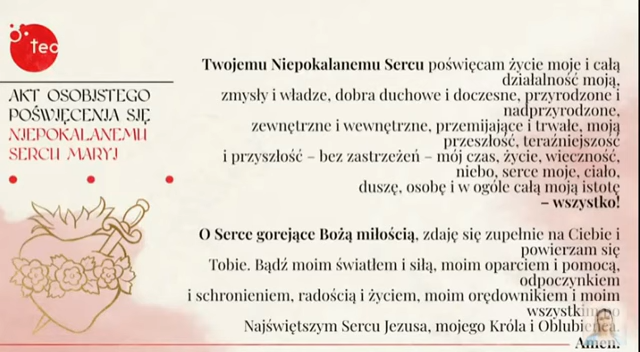 teo
AKT OSOBISTEGO
POŚWIĘCENIA SIĘ
NIEPOKALANEMU
SERCU MARYJ
Twojemu Niepokalanemu Sercu poświęcam życie moje i całą
działalność moją,
zmysły i władze, dobra duchowe i doczesne, przyrodzone i
nadprzyrodzone,
zewnętrzne i wewnętrzne, przemijające i trwałe, moją
przeszłość, teraźniejszość
i przyszłość – bez zastrzeżeń – mój czas, życie, wieczność,
niebo, serce moje, ciało,
duszę, osobę i w ogóle całą moją istotę
– wszystko!
O Serce gorejące Bożą miłością, zdaję się zupełnie na Ciebie i
powierzam się
Tobie. Bądź moim światłem i siłą, moim oparciem i pomocą,
odpoczynkiem
i schronieniem, radością i życiem, moim orędownikiem i moim
wszystkim po
Najświętszym Sercu Jezusa, mojego Króla i Oblubieńca.
Amen.